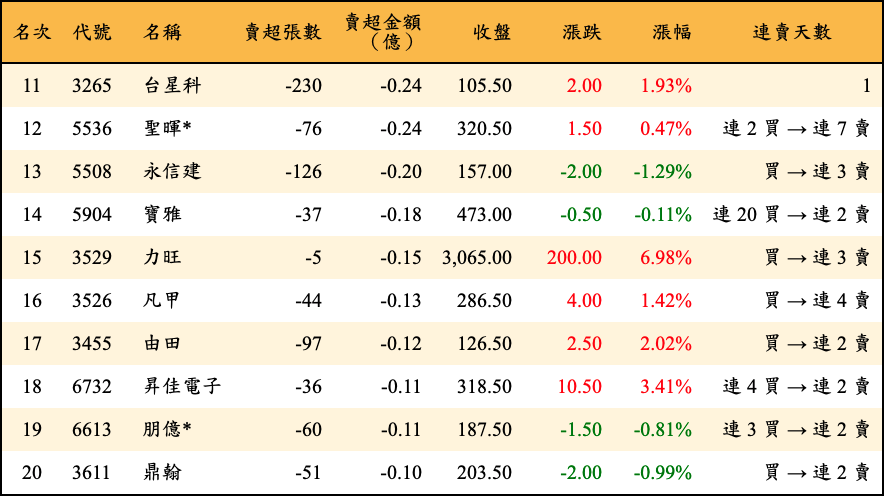 名次 代號 名稱 賣超張數 賣超金額（億） 收盤 漲跌 漲幅 連賣天數
11 3265 台星科 -230 -0.24 105.50 2.00 1.93% 1
12 5536 聖暉* -76 -0.24 320.50 1.50 0.47% 連 2 買 → 連 7 賣
13 5508 永信建 -126 -0.20 157.00 -2.00 -1.29% 買 → 連 3 賣
14 5904 寶雅 -37 -0.18 473.00 -0.50 -0.11% 連 20 買 → 連 2 賣
15 3529 力旺 -5 -0.15 3,065.00 200.00 6.98% 買 → 連 3 賣
16 3526 凡甲 -44 -0.13 286.50 4.00 1.42% 買 → 連 4 賣
17 3455 由田 -97 -0.12 126.50 2.50 2.02% 買 → 連 2 賣
18 6732 昇佳電子 -36 -0.11 318.50 10.50 3.41% 連 4 買 → 連 2 賣
19 6613 朋億* -60 -0.11 187.50 -1.50 -0.81% 連 3 買 → 連 2 賣
20 3611 鼎翰 -51 -0.10 203.50 -2.00 -0.99% 買 → 連 2 賣